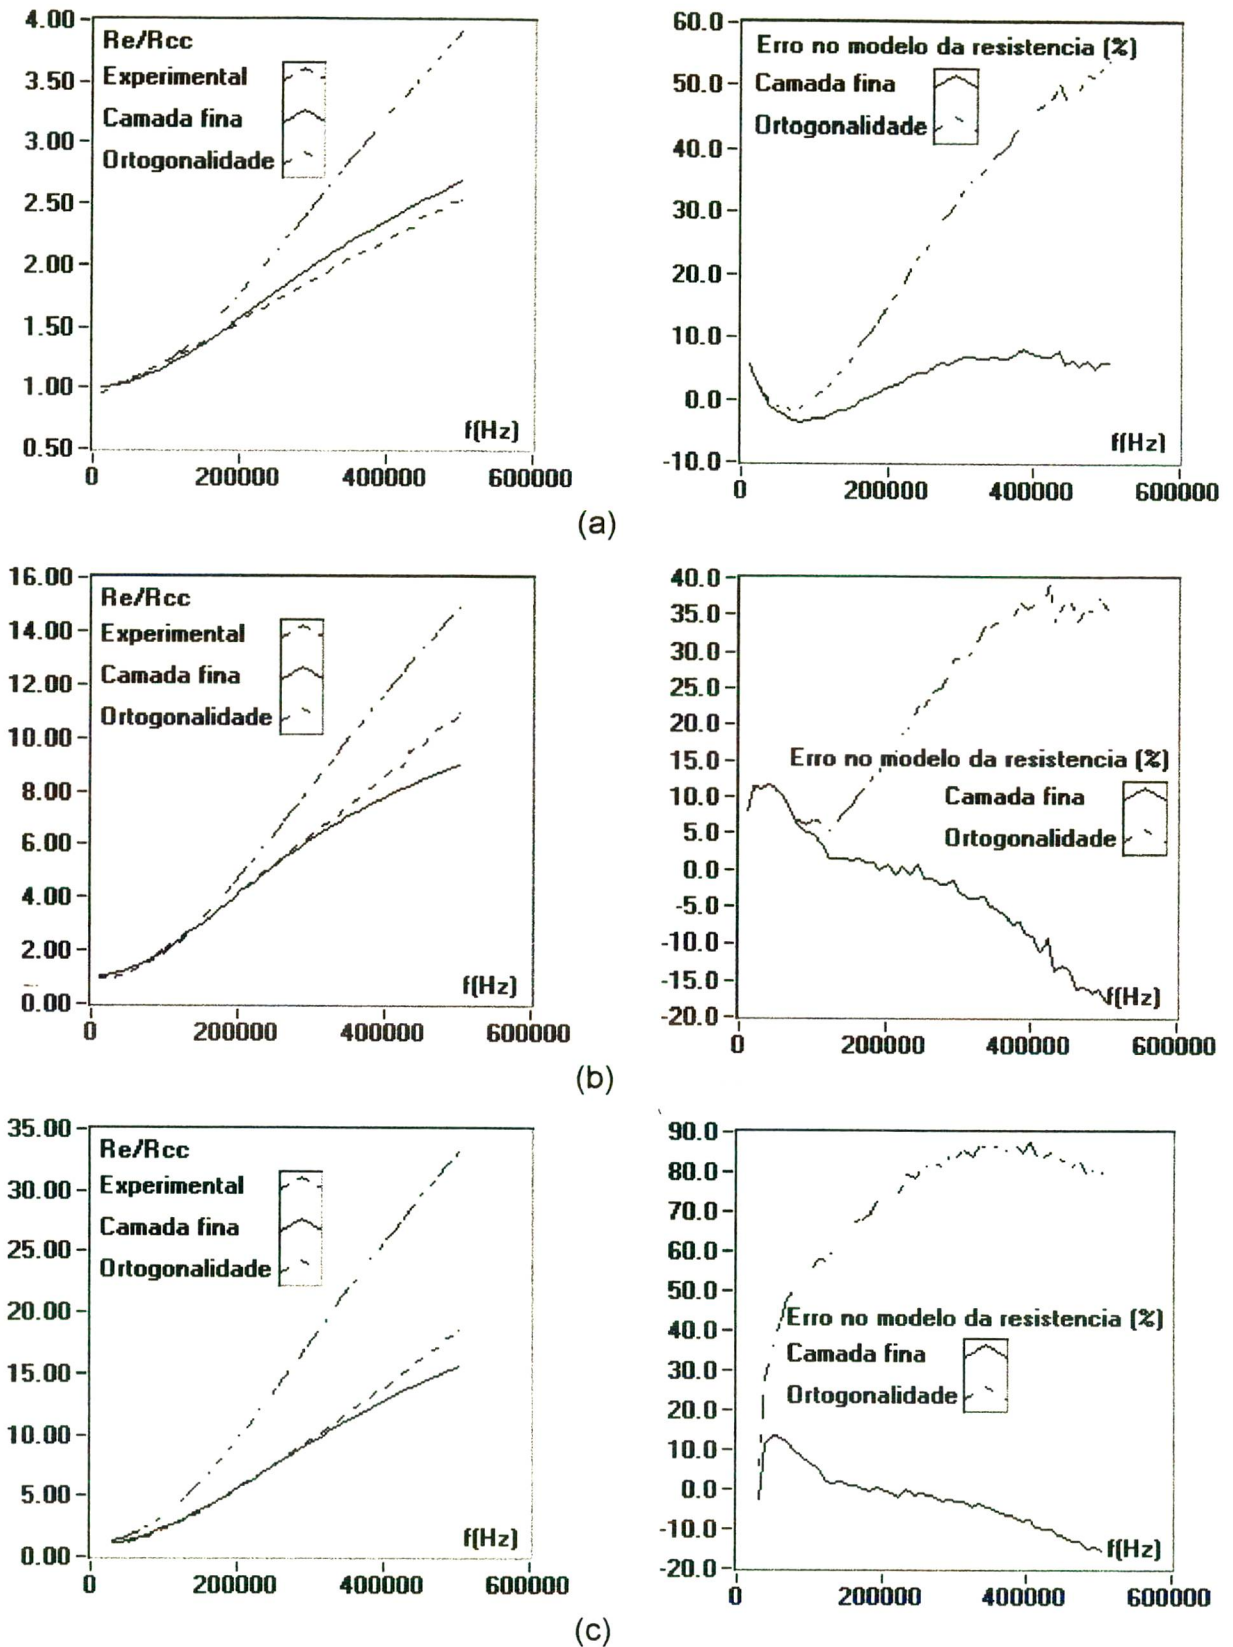 4.00
3.50
3.00
2.50
2.00
1.50
1.00
0.50
Re/Rcc
Experimental
Camada fina
Ortogonalidade
f(Hz)
0 200000 400000 600000
60.0
50.0
40.0
30.0
20.0
10.0
0.0
-10.0
Erro no modelo da resistencia (%)
Camada fina
Ortogonalidade
f(Hz)
0 200000 400000 600000
(a)
16.00
14.00
12.00
10.00
8.00
6.00
4.00
2.00
0.00
Re/Rcc
Experimental
Camada fina
Ortogonalidade
f(Hz)
0 200000 400000 600000
40.0
35.0
30.0
25.0
20.0
15.0
10.0
5.0
0.0
-5.0
-10.0
-15.0
-20.0
Erro no modelo da resistencia (%)
Camada fina
Ortogonalidade
f(Hz)
0 200000 400000 600000
(b)
35.00
30.00
25.00
20.00
15.00
10.00
5.00
0.00
Re/Rcc
Experimental
Camada fina
Ortogonalidade
f(Hz)
0 200000 400000 600000
90.0
80.0
70.0
60.0
50.0
40.0
30.0
20.0
10.0
0.0
-10.0
-20.0
Erro no modelo da resistencia (%)
Camada fina
Ortogonalidade
f(Hz)
0 200000 400000 600000
(c)